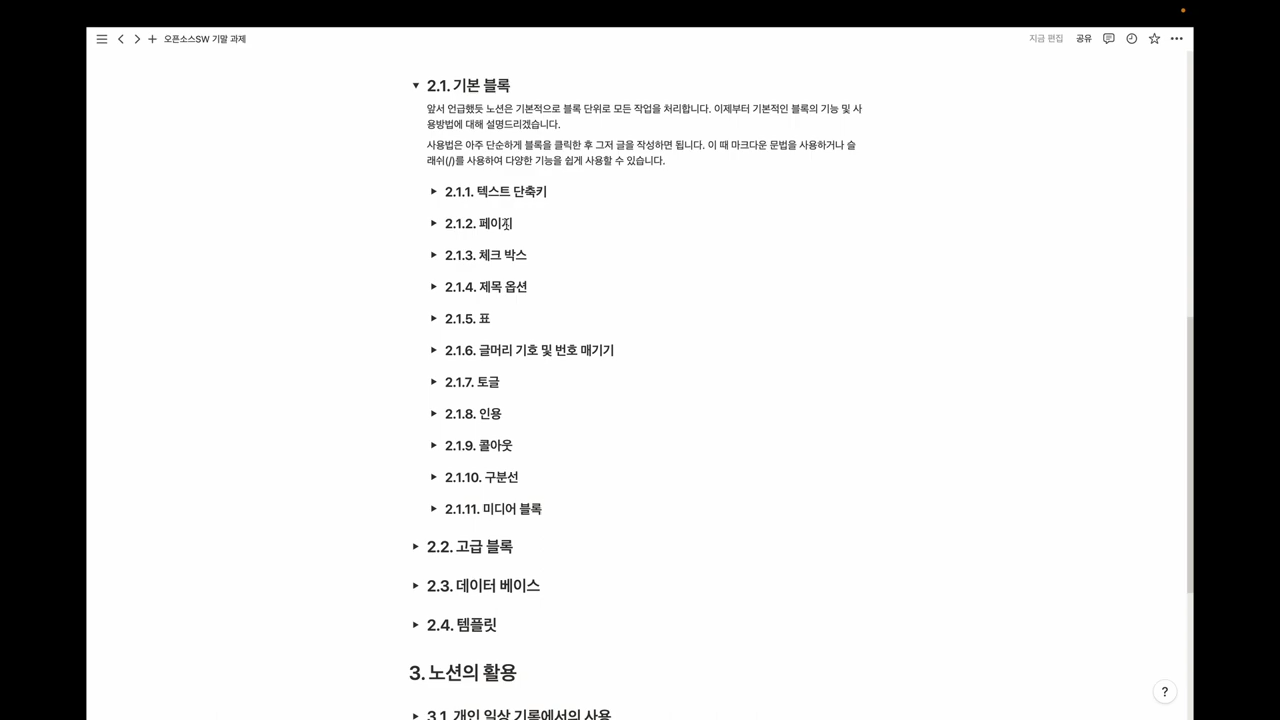 오픈소스SW 기말 과제
지금 편집 공유
2.1. 기본 블록
앞서 언급했듯 노션은 기본적으로 블록 단위로 모든 작업을 처리합니다. 이제부터 기본적인 블록의 기능 및 사
용방법에 대해 설명드리겠습니다.
사용법은 아주 단순하게 블록을 클릭한 후 그저 글을 작성하면 됩니다. 이 때 마크다운 문법을 사용하거나 슬
래쉬(/)를 사용하여 다양한 기능을 쉽게 사용할 수 있습니다.
2.1.1. 텍스트 단축키
2.1.2. 페이지
2.1.3. 체크 박스
2.1.4. 제목 옵션
2.1.5. 표
2.1.6. 글머리 기호 및 번호 매기기
2.1.7. 토글
2.1.8. 인용
2.1.9. 콜아웃
2.1.10. 구분선
2.1.11. 미디어 블록
2.2. 고급 블록
2.3. 데이터 베이스
2.4. 템플릿
3. 노션의 활용
3.1. 개인 일상 기록에서의 사용
?